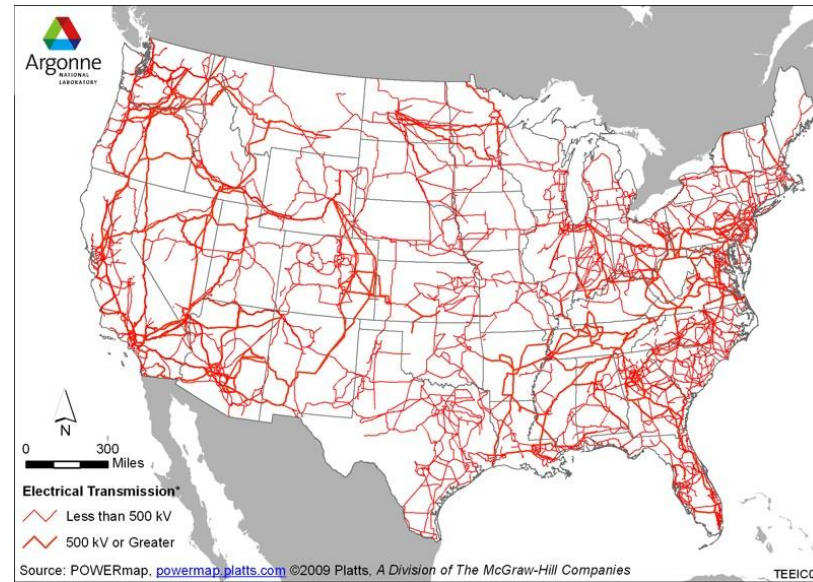 Argonne
NATIONAL
LABORATORY
N
0 300
Miles
Electrical Transmission*
Less than 500 kV
500 kV or Greater
Source: POWERmap, powermap.platts.com ©2009 Platts, A Division of The McGraw-Hill Companies